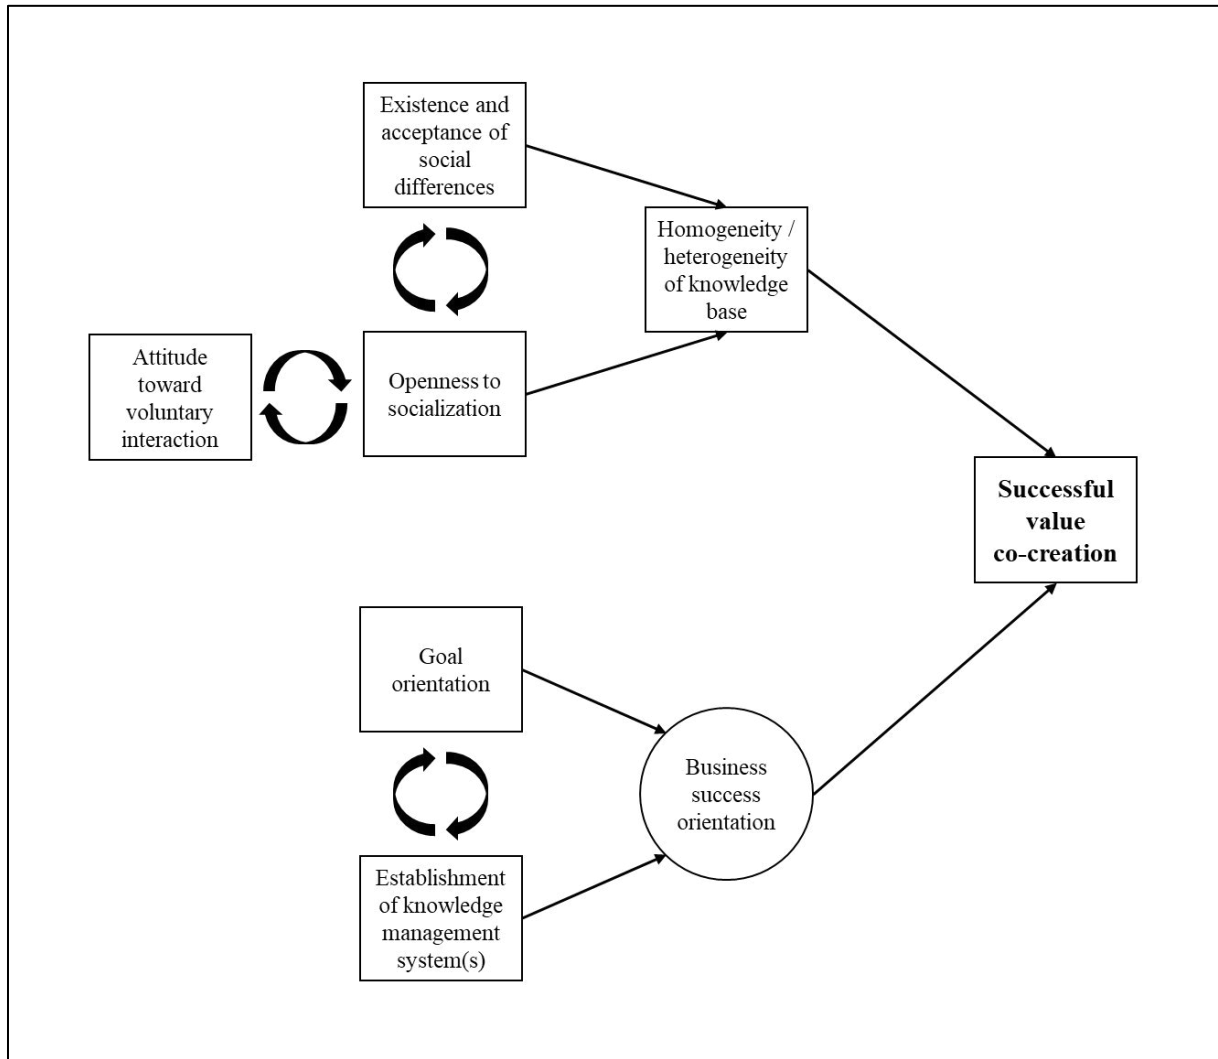 Existence and
acceptance of
social
differences
Homogeneity /
heterogeneity
of knowledge
base
Attitude
toward
voluntary
interaction
Openness to
socialization
Successful
value
co-creation
Goal
orientation
Business
success
orientation
Establishment
of knowledge
management
system(s)